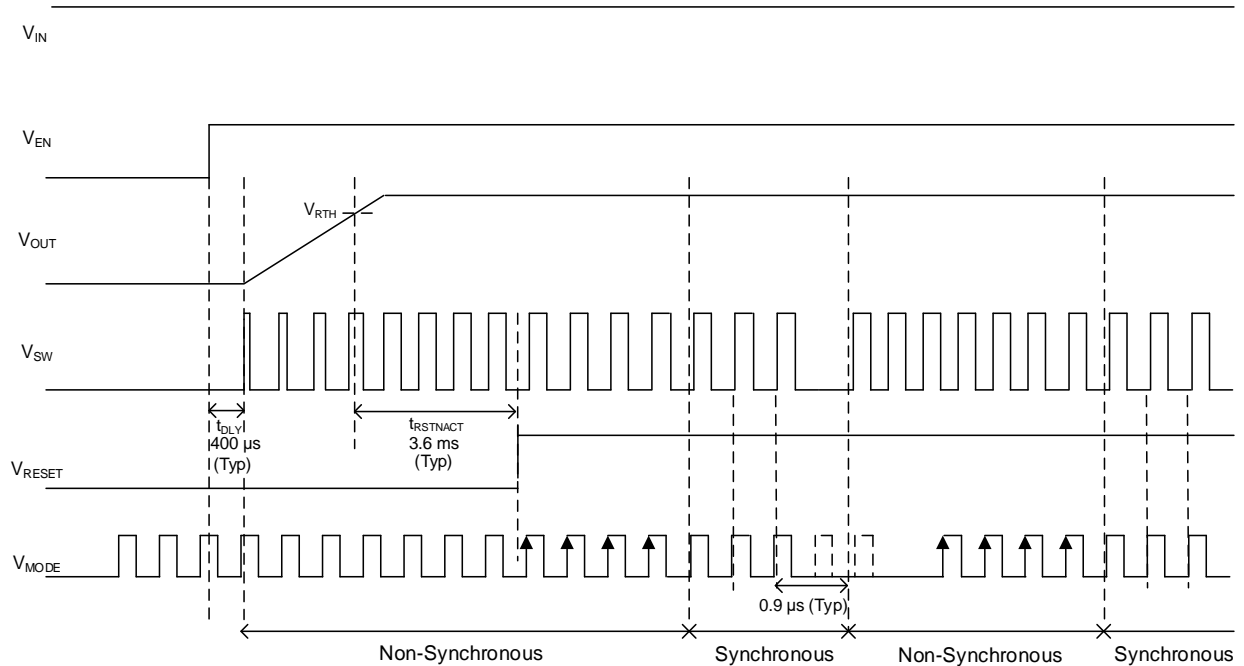 VIN
VEN
VRTH
VOUT
VSW
tDLY
400 µs
(Typ)
tRSTNACT
3.6 ms
(Typ)
VRESET
VMODE
0.9 µs (Typ)
Non-Synchronous
Synchronous
Non-Synchronous
Synchronous